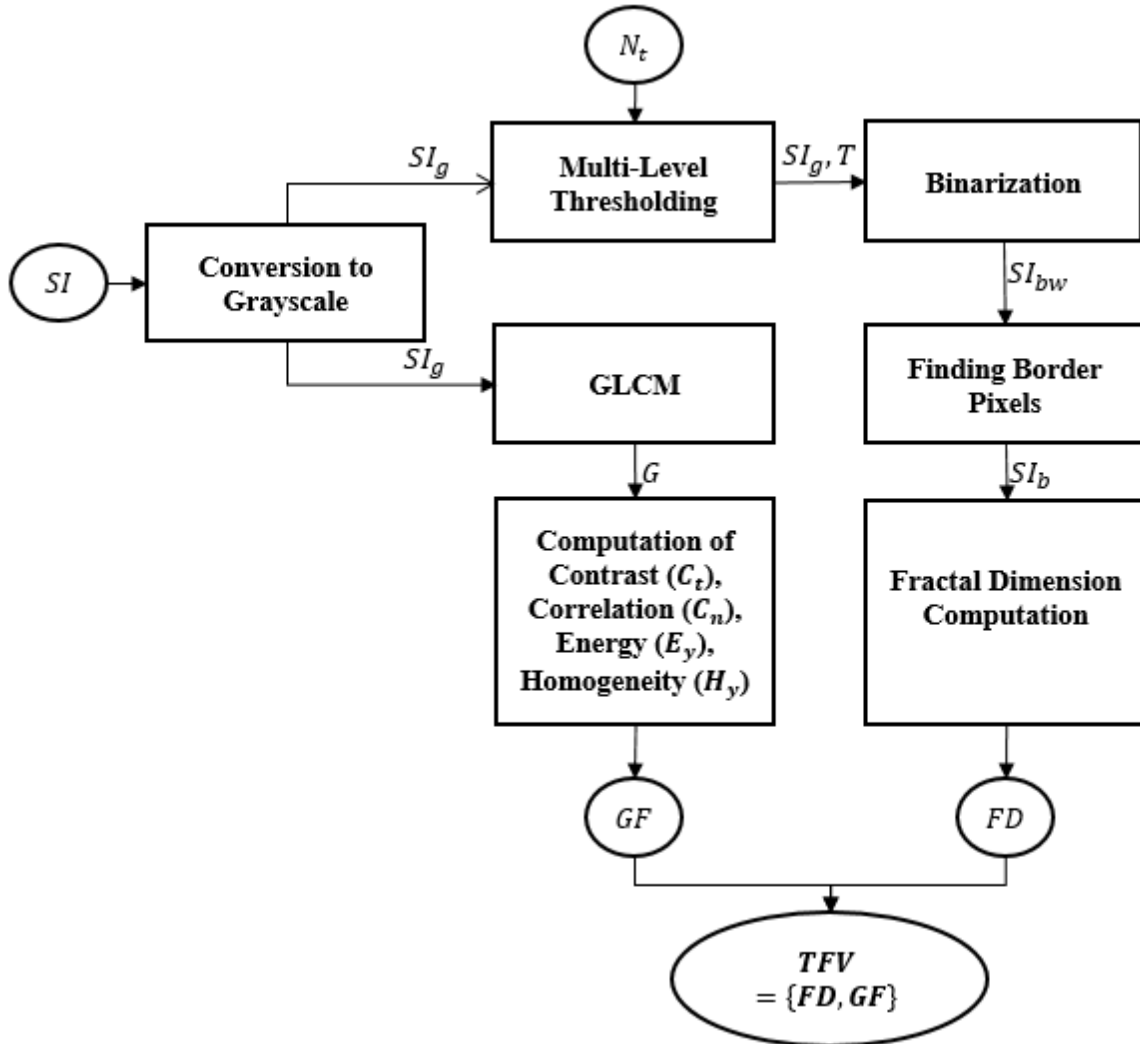 N_t
SI_g
Multi-Level
Thresholding
SI_g, T
Binarization
SI
Conversion to
Grayscale
SI_bw
SI_g
GLCM
Finding Border
Pixels
G
SI_b
Computation of
Contrast (C_t),
Correlation (C_n),
Energy (E_y),
Homogeneity (H_y)
Fractal Dimension
Computation
GF
FD
TFV
= {FD, GF}